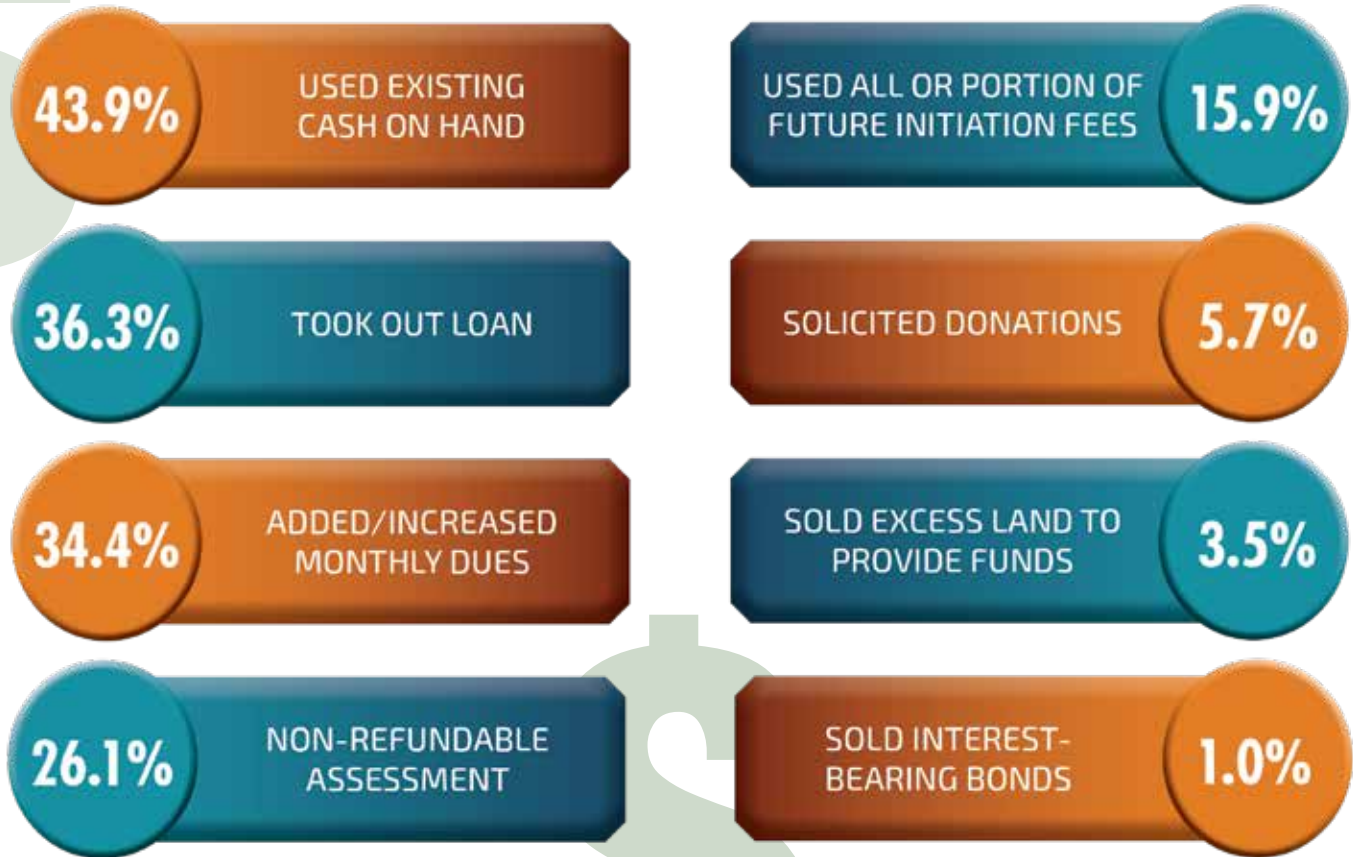 43.9%
USED EXISTING
CASH ON HAND
36.3%
TOOK OUT LOAN
34.4%
ADDED/INCREASED
MONTHLY DUES
26.1%
NON-REFUNDABLE
ASSESSMENT
USED ALL OR PORTION OF
FUTURE INITIATION FEES
15.9%
SOLICITED DONATIONS
5.7%
SOLD EXCESS LAND TO
PROVIDE FUNDS
3.5%
SOLD INTEREST-
BEARING BONDS
1.0%